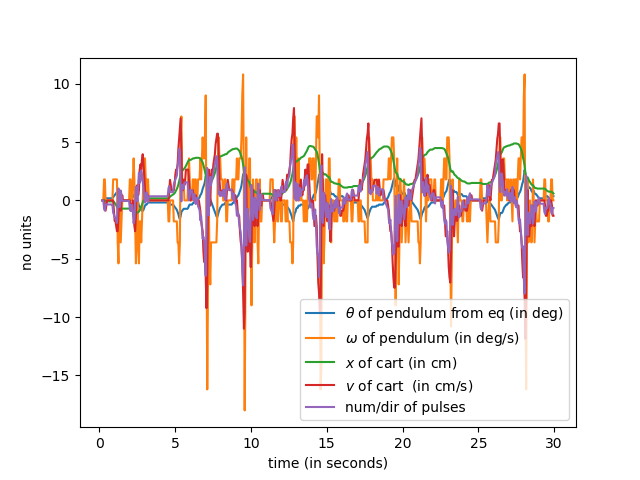 10
5
0
−5
−10
−15
no units
θ of pendulum from eq (in deg)
ω of pendulum (in deg/s)
x of cart (in cm)
v of cart  (in cm/s)
num/dir of pulses
0 5 10 15 20 25 30
time (in seconds)